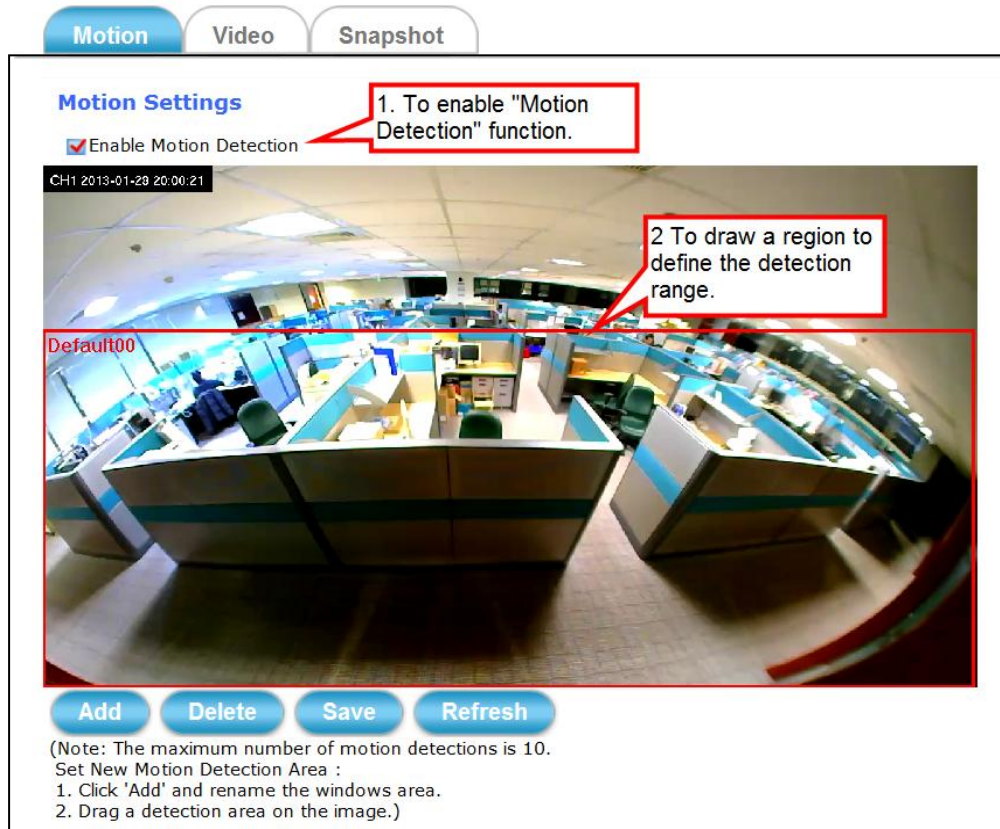 Motion Video Snapshot
Motion Settings
1. To enable "Motion
Detection" function.
Enable Motion Detection
CH1 2013-01-28 20:00:21
2 To draw a region to
define the detection
range.
Default00
Add Delete Save Refresh
(Note: The maximum number of motion detections is 10.
Set New Motion Detection Area :
1. Click 'Add' and rename the windows area.
2. Drag a detection area on the image.)